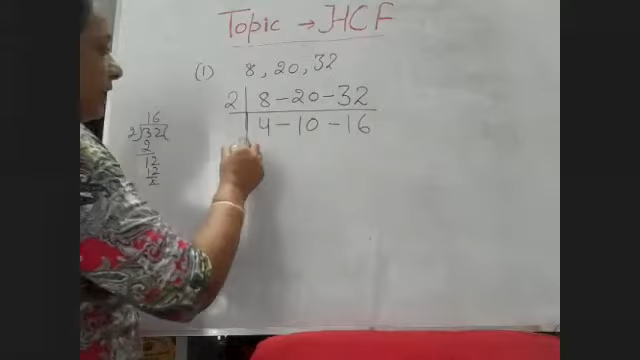 Topic → HCF
(1) 8, 20, 32
2 | 8 - 20 - 32
4 - 10 - 16
16
2)32(
2
12
12